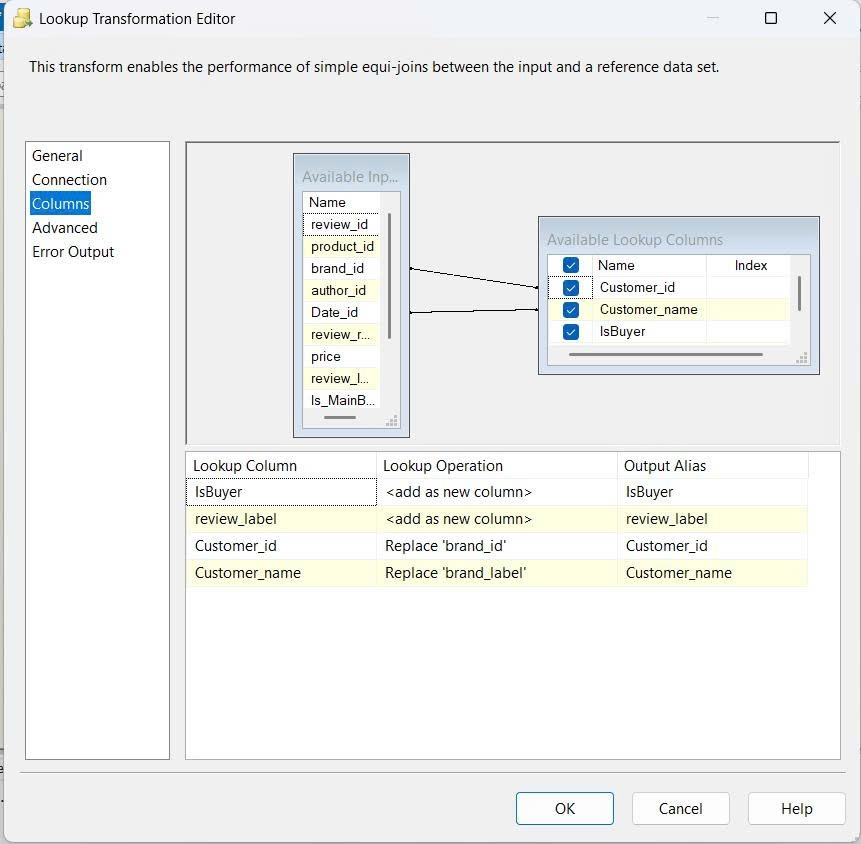 Lookup Transformation Editor
This transform enables the performance of simple equi-joins between the input and a reference data set.
General
Connection
Columns
Advanced
Error Output
Available Inp...
Name
review_id
product_id
brand_id
author_id
Date_id
review_r...
price
review_l...
Is_MainB...
Available Lookup Columns
Name Index
Customer_id
Customer_name
IsBuyer
Lookup Column Lookup Operation Output Alias
IsBuyer <add as new column> IsBuyer
review_label <add as new column> review_label
Customer_id Replace 'brand_id' Customer_id
Customer_name Replace 'brand_label' Customer_name
OK Cancel Help